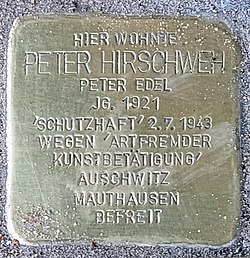 HIER WOHNTE
PETER HIRSCHWEH
PETER EDEL
JG. 1921
'SCHUTZHAFT' 2.7.1943
WEGEN 'ARTFREMDER
KUNSTBETÄTIGUNG'
AUSCHWITZ
MAUTHAUSEN
BEFREIT